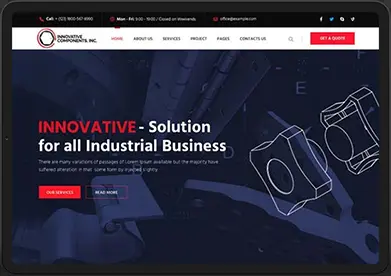 Call: + (123) 1800-567-8990 Mon - Fri: 9:00 - 19:00 / Closed on Weekends office@example.com
INNOVATIVE
COMPONENTS, INC.
HOME ABOUT US SERVICES PROJECT PAGES CONTACTS US GET A QUOTE
INNOVATIVE - Solution
for all Industrial Business
There are many variations of passages of Lorem Ipsum available but the majority have
suffered alteration in that some form by injected slightly.
OUR SERVICES READ MORE